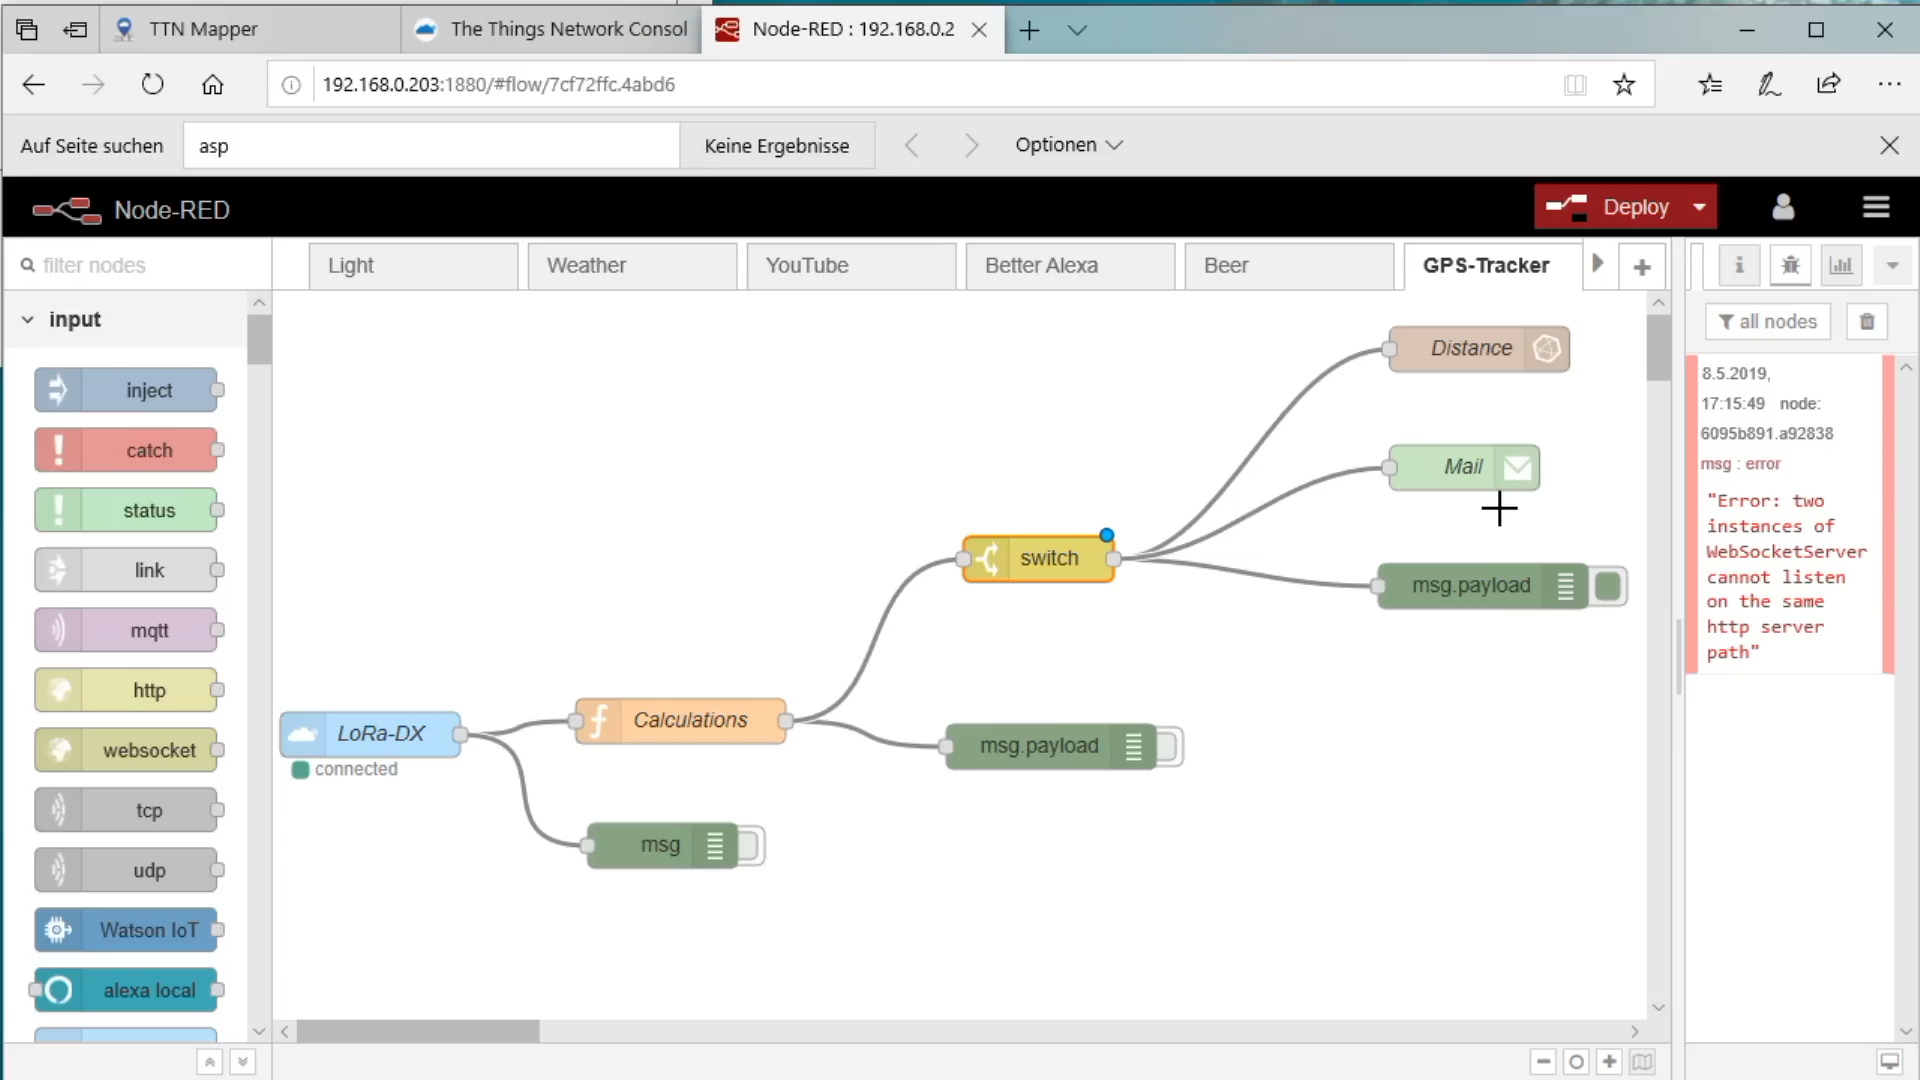 TTN Mapper
The Things Network Consol
Node-RED : 192.168.0.2
192.168.0.203:1880/#flow/7cf72ffc.4abd6
Auf Seite suchen
asp
Keine Ergebnisse
Optionen
Node-RED
Deploy
filter nodes
Light
Weather
YouTube
Better Alexa
Beer
GPS-Tracker
input
inject
catch
status
link
mqtt
http
websocket
tcp
udp
Watson IoT
alexa local
LoRa-DX
connected
Calculations
msg
switch
msg.payload
Distance
Mail
msg.payload
all nodes
8.5.2019,
17:15:49 node:
6095b891.a92838
msg : error
"Error: two
instances of
WebSocketServer
cannot listen
on the same
http server
path"